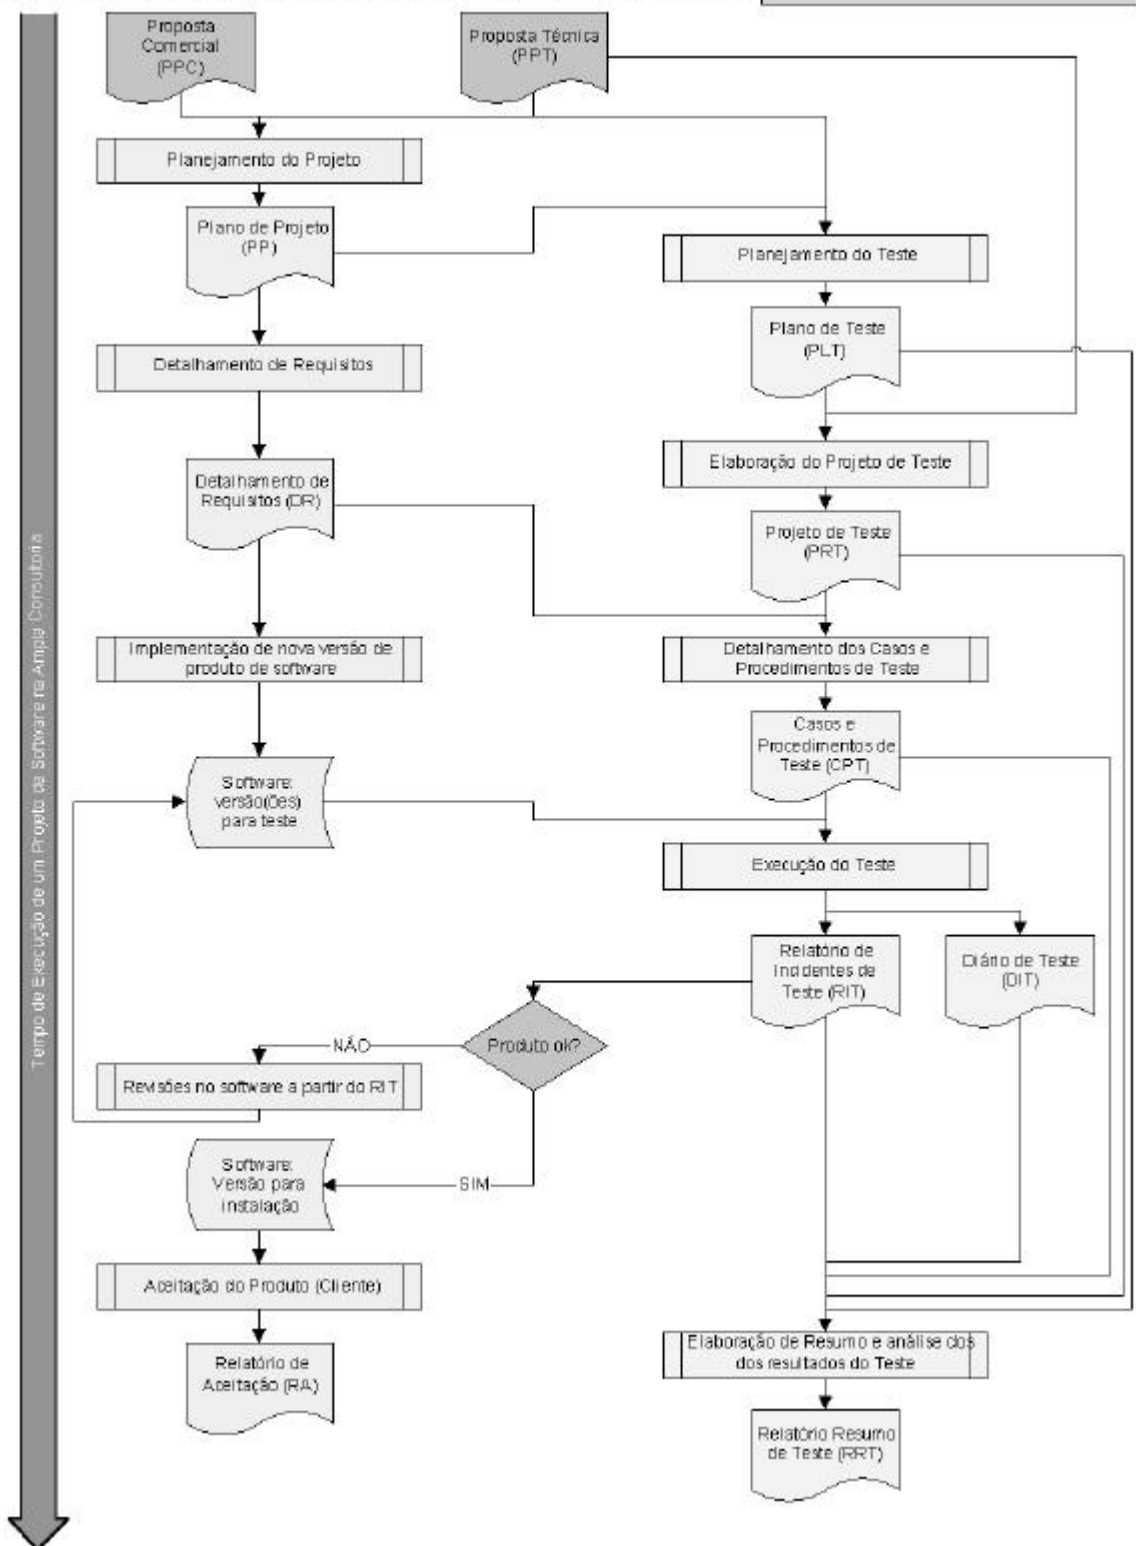 Proposta
Comercial
(PPC)
Proposta Técnica
(PPT)
Planejamento do Projeto
Plano de Projeto
(PP)
Planejamento do Teste
Plano de Teste
(PLT)
Detalhamento de Requisitos
Elaboração do Projeto de Teste
Detalhamento de
Requisitos (DR)
Projeto de Teste
(PRT)
Implementação de nova versão de
produto de software
Detalhamento dos Casos e
Procedimentos de Teste
Casos e
Procedimentos de
Teste (CPT)
Software:
versão(ões)
para teste
Execução do Teste
Relatório de
Incidentes de
Teste (RIT)
Diário de Teste
(DIT)
Produto ok?
NÃO
Revisões no software a partir do RIT
Software:
Versão para
instalação
SIM
Aceitação do Produto (Cliente)
Elaboração de Resumo e análise dos
dos resultados do Teste
Relatório de
Aceitação (RA)
Relatório Resumo
de Teste (RRT)
Tempo de Execução de um Projeto de Software na Ampla Consultoria